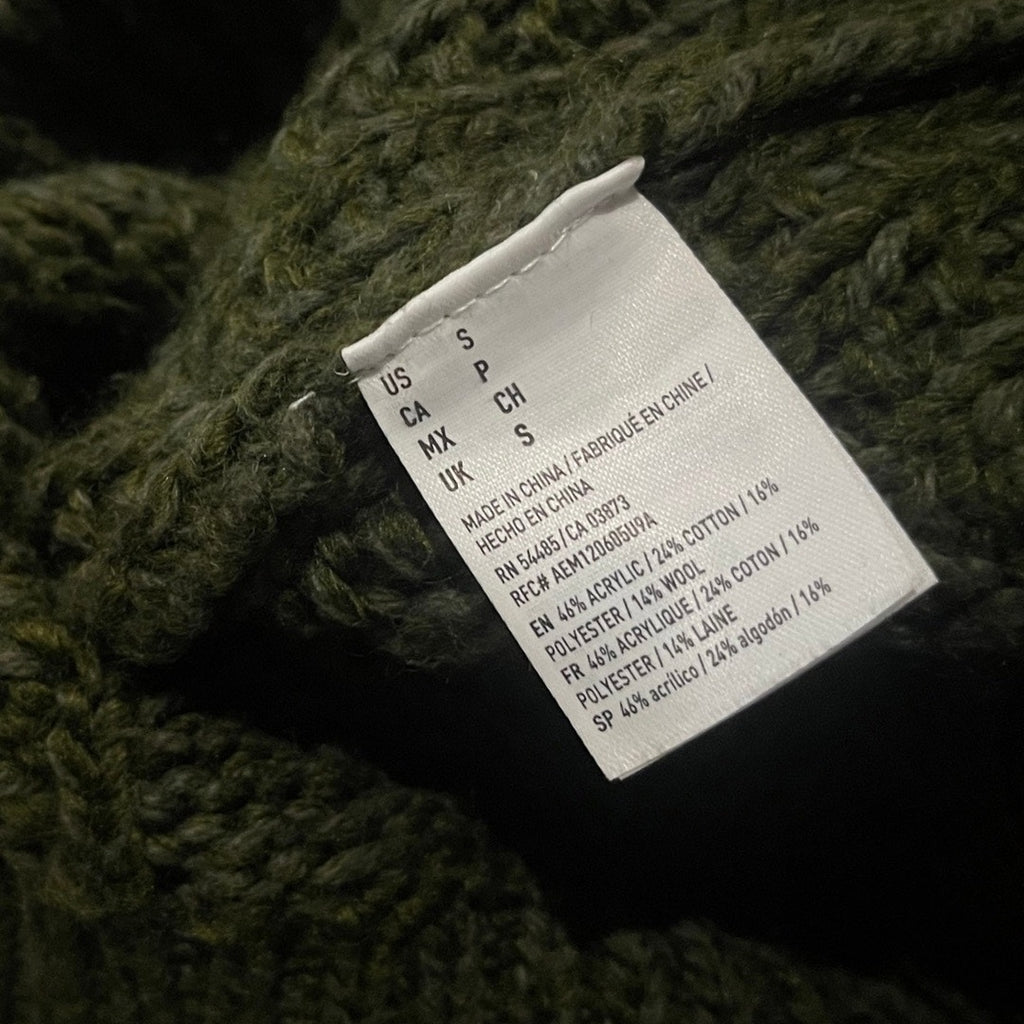 US S
CA P
MX CH
UK S
MADE IN CHINA / FABRIQUÉ EN CHINE /
HECHO EN CHINA
RN 54485 / CA 03873
RFC# AEM120605U9A
EN 46% ACRYLIC / 24% COTTON / 16%
POLYESTER / 14% WOOL
FR 46% ACRYLIQUE / 24% COTON / 16%
POLYESTER / 14% LAINE
SP 46% acrílico / 24% algodón / 16%